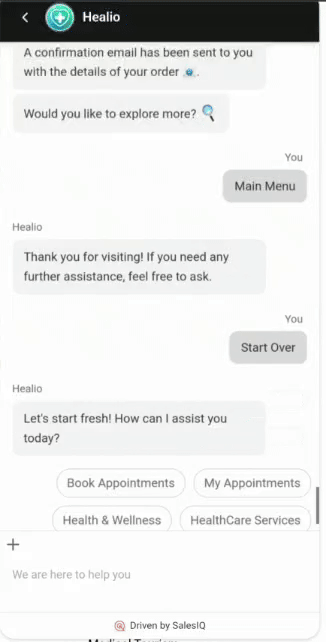 Healio
A confirmation email has been sent to you
with the details of your order
Would you like to explore more?
You
Main Menu
Healio
Thank you for visiting! If you need any
further assistance, feel free to ask.
You
Start Over
Healio
Let's start fresh! How can I assist you
today?
Book Appointments
My Appointments
Health & Wellness
HealthCare Services
+
We are here to help you
Driven by SalesIQ
Medical Tourism